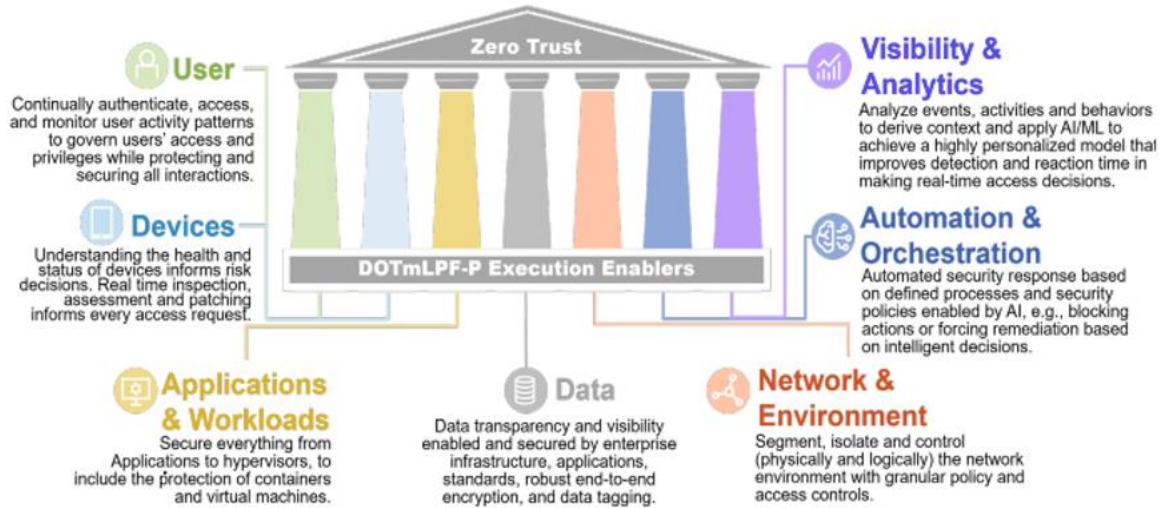 Zero Trust
DOTmLPF-P Execution Enablers
User
Continually authenticate, access,
and monitor user activity patterns
to govern users' access and
privileges while protecting and
securing all interactions.
Devices
Understanding the health and
status of devices informs risk
decisions. Real time inspection,
assessment and patching
informs every access request.
Applications
& Workloads
Secure everything from
Applications to hypervisors, to
include the protection of containers
and virtual machines.
Data
Data transparency and visibility
enabled and secured by enterprise
infrastructure, applications,
standards, robust end-to-end
encryption, and data tagging.
Network &
Environment
Segment, isolate and control
(physically and logically) the network
environment with granular policy and
access controls.
Automation &
Orchestration
Automated security response based
on defined processes and security
policies enabled by AI, e.g., blocking
actions or forcing remediation based
on intelligent decisions.
Visibility &
Analytics
Analyze events, activities and behaviors
to derive context and apply AI/ML to
achieve a highly personalized model that
improves detection and reaction time in
making real-time access decisions.